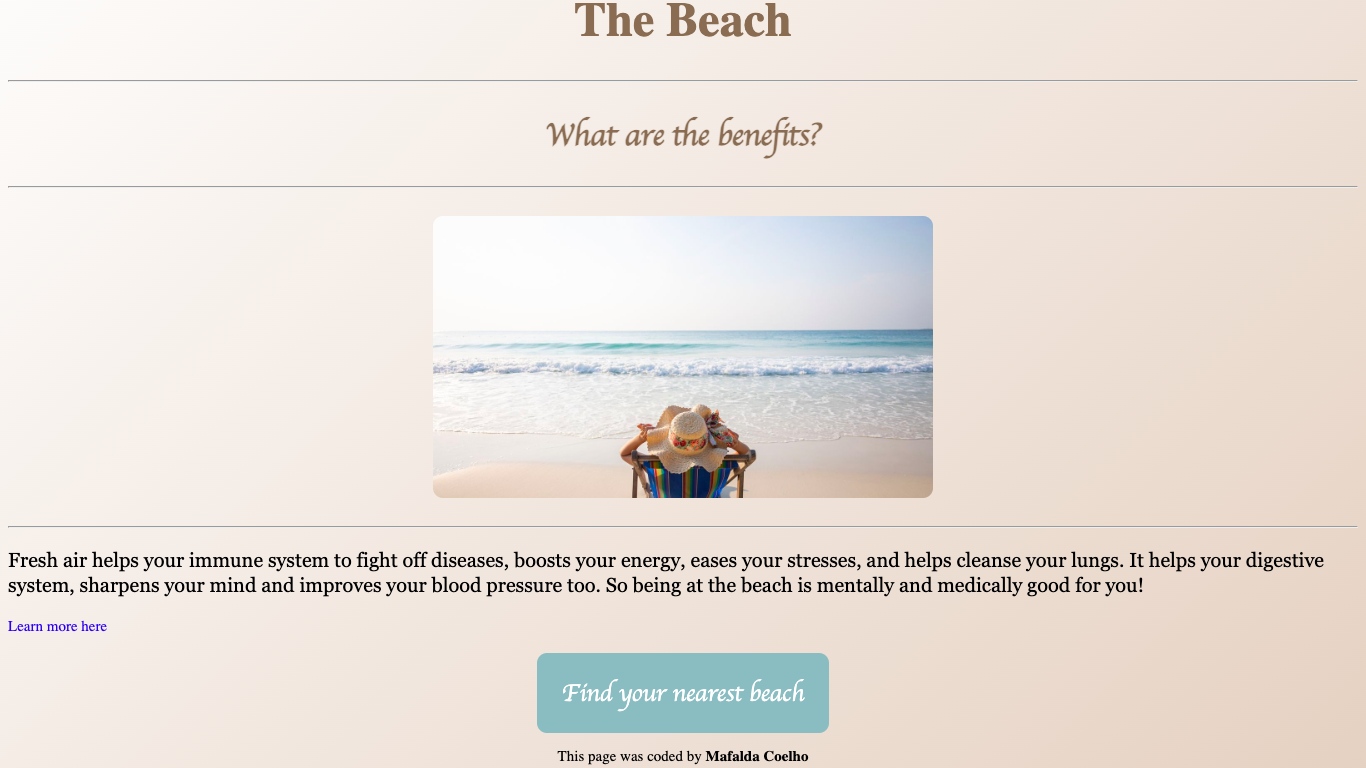 The Beach
What are the benefits?
Fresh air helps your immune system to fight off diseases, boosts your energy, eases your stresses, and helps cleanse your lungs. It helps your digestive
system, sharpens your mind and improves your blood pressure too. So being at the beach is mentally and medically good for you!
Learn more here
Find your nearest beach
This page was coded by Mafalda Coelho